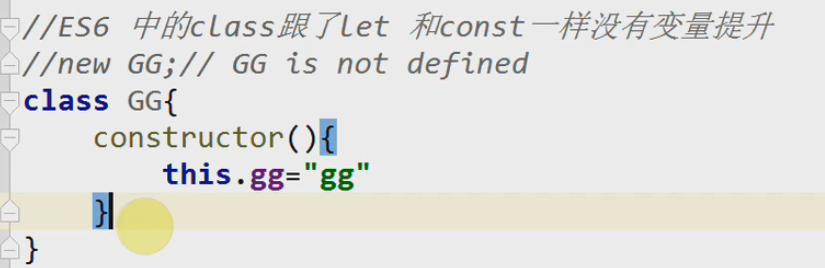 //ES6 中的class跟了let 和const一样没有变量提升
//new GG;// GG is not defined
class GG{
constructor(){
this.gg="gg"
}
}